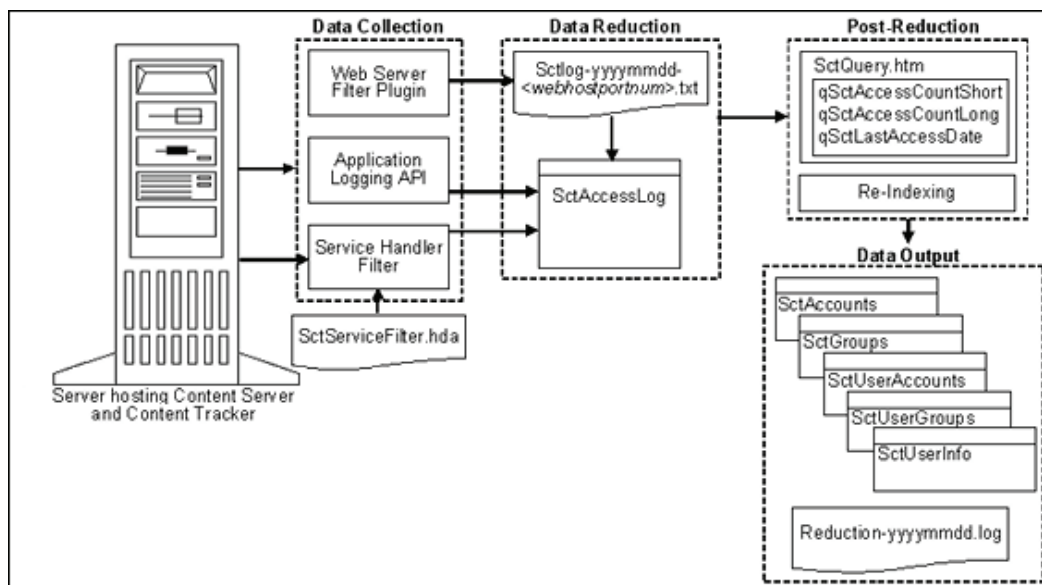 Data Collection
Web Server
Filter Plugin
Application
Logging API
Service Handler
Filter
SctServiceFilter.hda
Server hosting Content Server
and Content Tracker
Data Reduction
Sctlog-yyyymmdd-
<webhostportnum>.txt
SctAccessLog
Post-Reduction
SctQuery.htm
qSctAccessCountShort
qSctAccessCountLong
qSctLastAccessDate
Re-Indexing
Data Output
SctAccounts
SctGroups
SctUserAccounts
SctUserGroups
SctUserInfo
Reduction-yyyymmdd.log